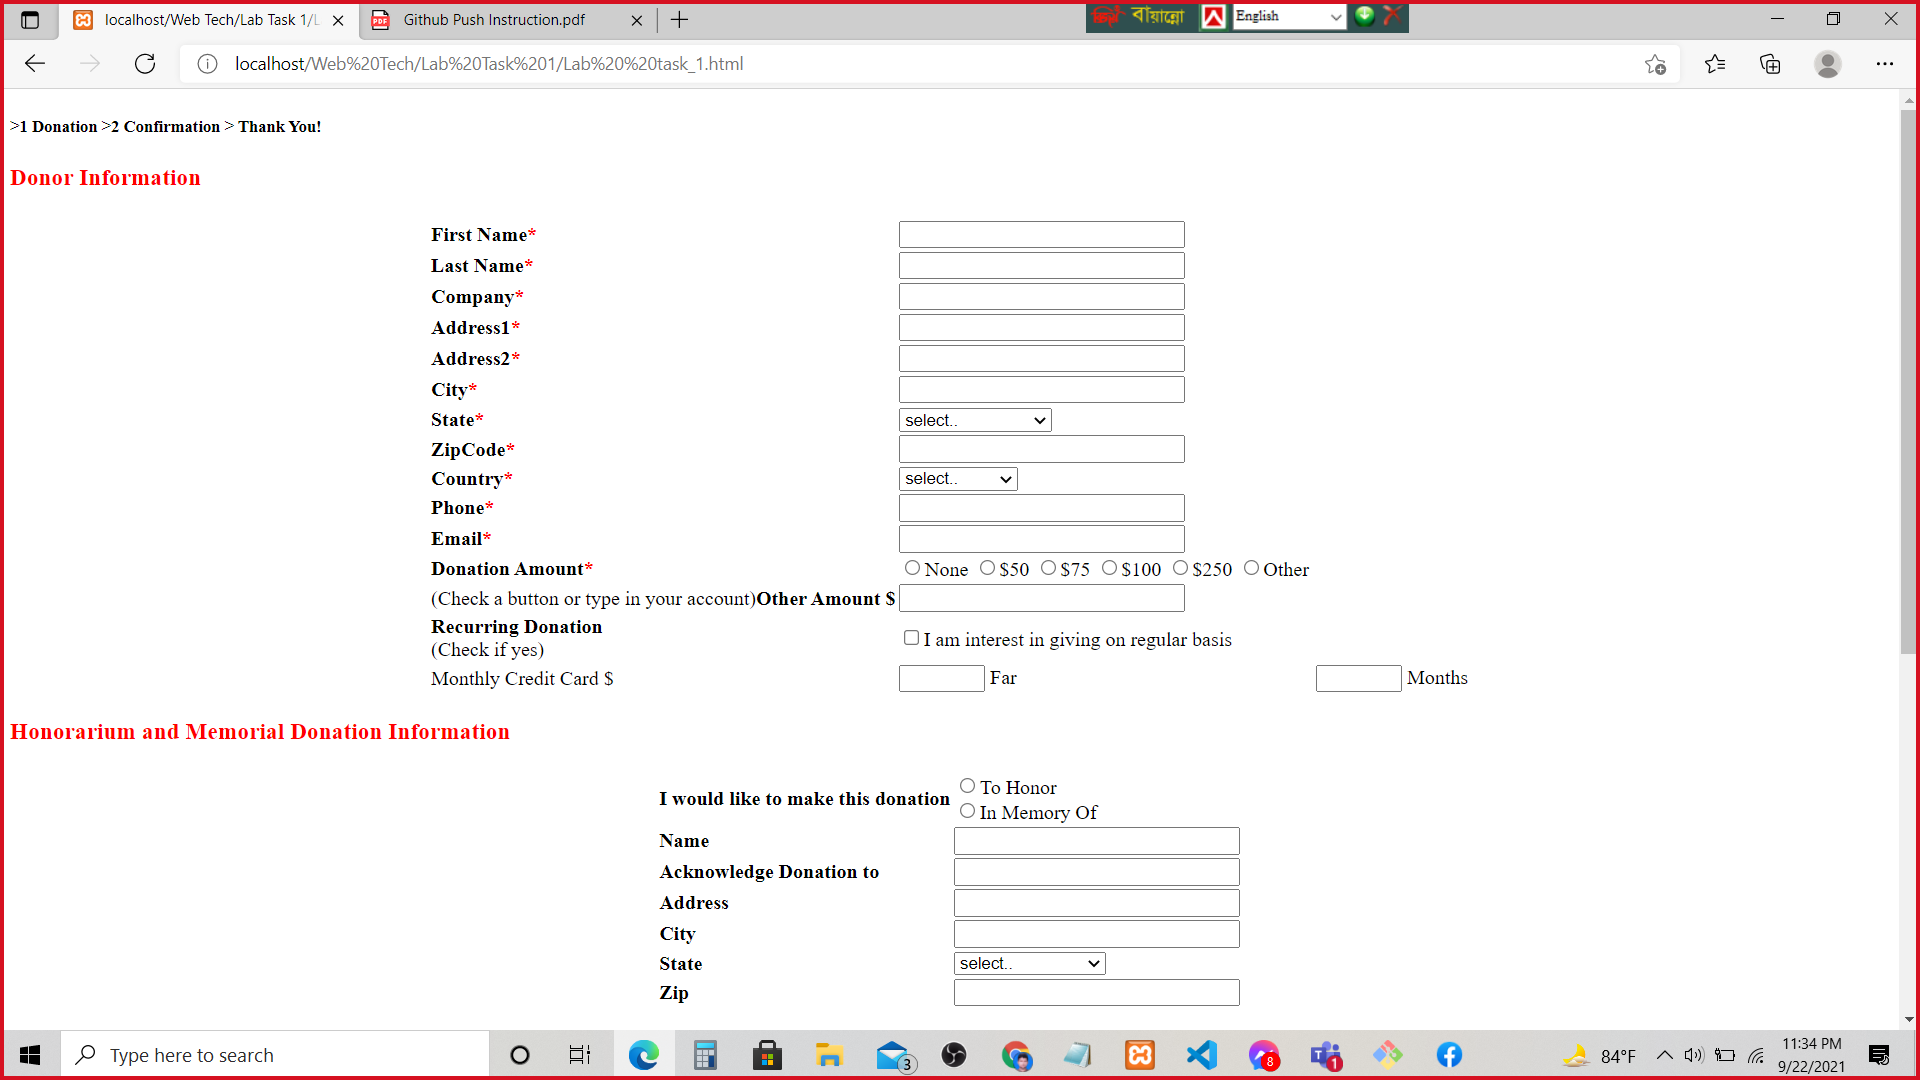 localhost/Web Tech/Lab Task 1/L
Github Push Instruction.pdf
বায়ান্নো
English
localhost/Web%20Tech/Lab%20Task%201/Lab%20%20task_1.html
>1 Donation >2 Confirmation > Thank You!
Donor Information
First Name*
Last Name*
Company*
Address1*
Address2*
City*
State* select..
ZipCode*
Country* select..
Phone*
Email*
Donation Amount* None $50 $75 $100 $250 Other
(Check a button or type in your account)Other Amount $
Recurring Donation
(Check if yes) I am interest in giving on regular basis
Monthly Credit Card $ Far Months
Honorarium and Memorial Donation Information
I would like to make this donation To Honor
In Memory Of
Name
Acknowledge Donation to
Address
City
State select..
Zip
Type here to search
3
8
1
84°F
11:34 PM
9/22/2021